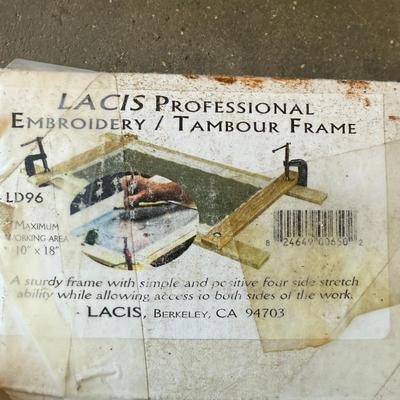 LACIS PROFESSIONAL
EMBROIDERY / TAMBOUR FRAME
LD96
MAXIMUM
WORKING AREA
10" x 18"
8 24649 00650 2
A sturdy frame with simple and positive four side stretch
ability while allowing access to both sides of the work.
LACIS, BERKELEY, CA 94703